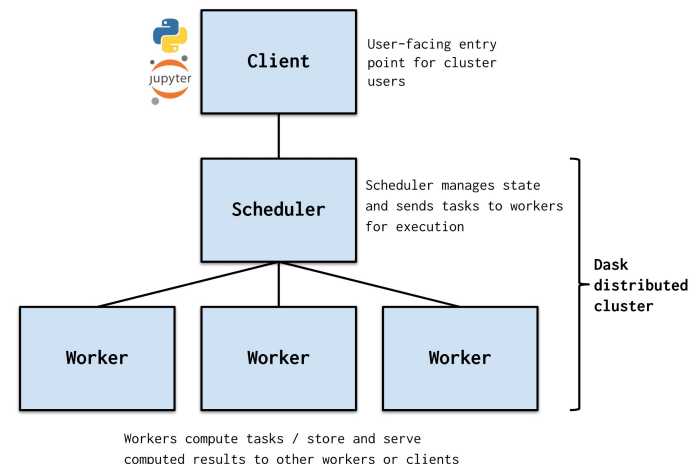 Client
User-facing entry
point for cluster
users
jupyter
Scheduler
Scheduler manages state
and sends tasks to workers
for execution
Dask
distributed
cluster
Worker
Worker
Worker
Workers compute tasks / store and serve
computed results to other workers or clients